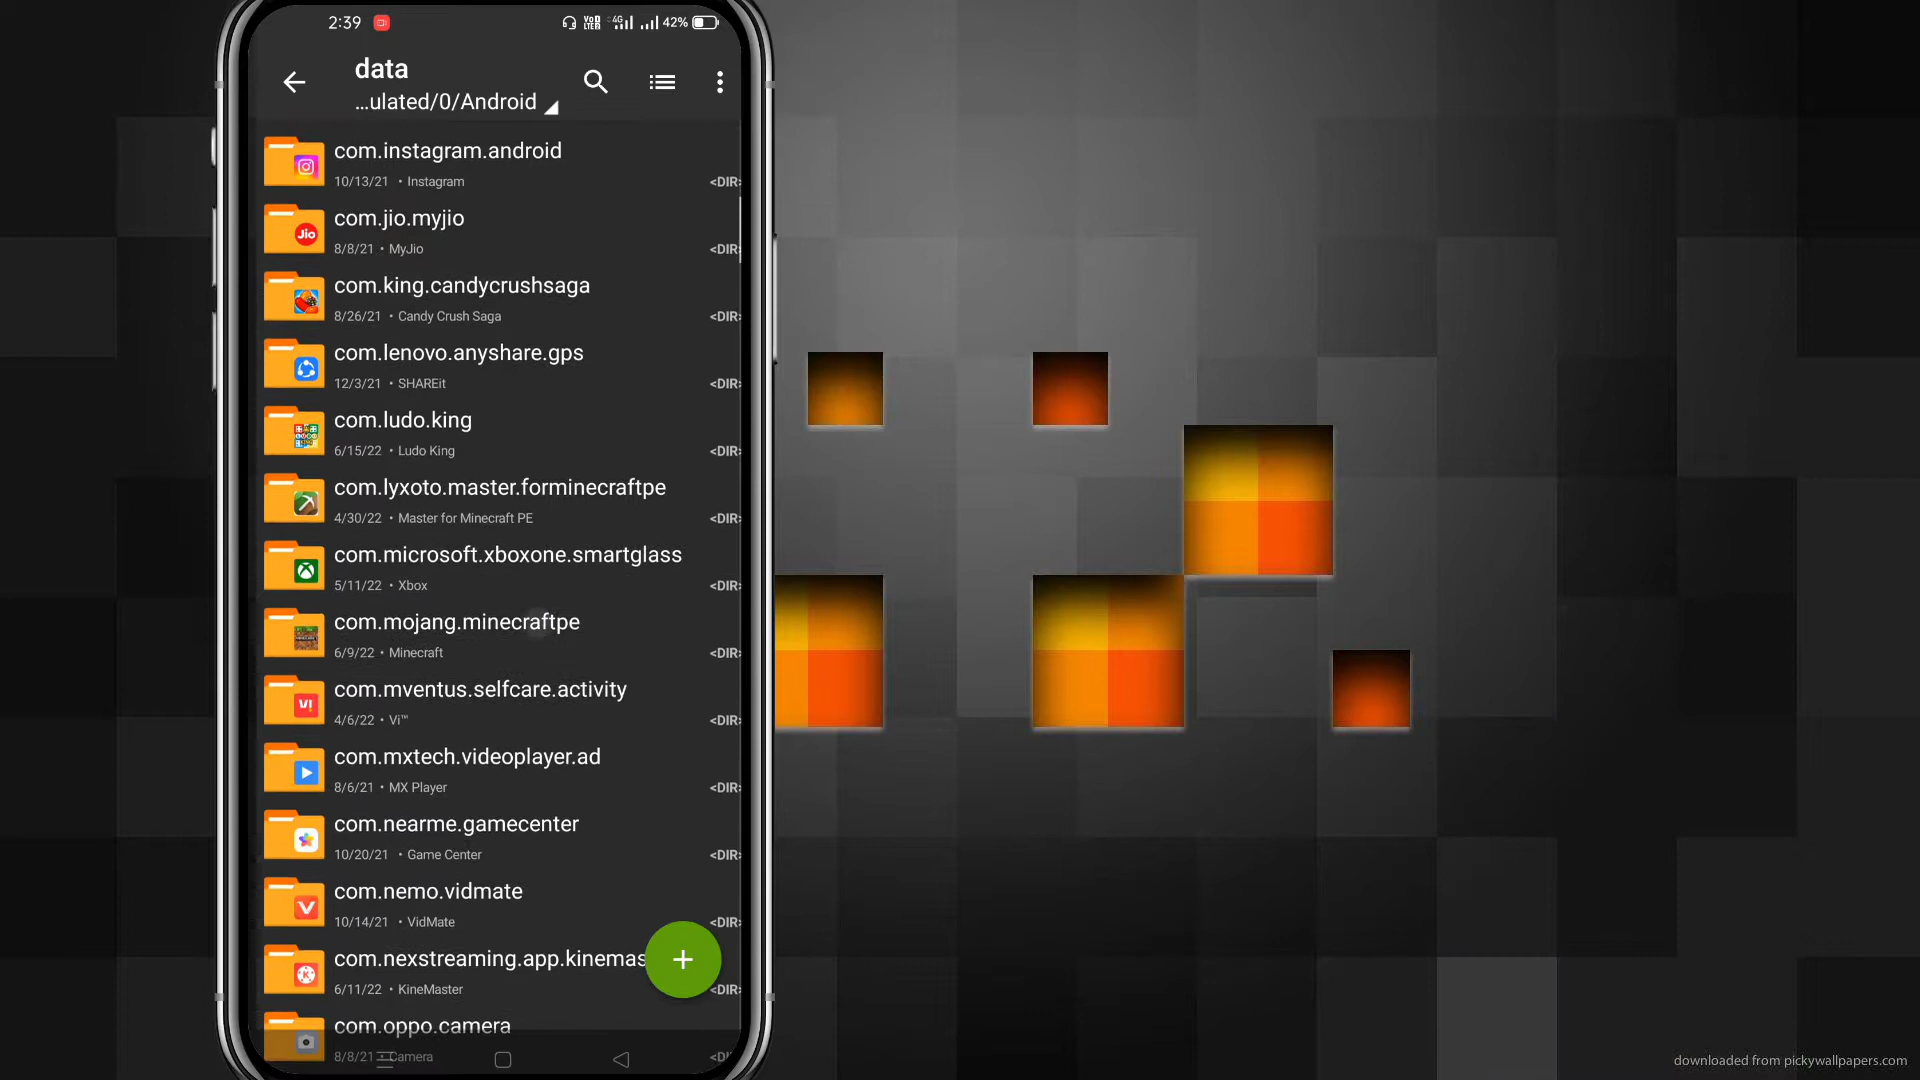 2:39
VoD LTE 4G 42%
data
...ulated/0/Android
com.instagram.android
10/13/21 • Instagram <DIR>
com.jio.myjio
Jio
8/8/21 • MyJio <DIR>
com.king.candycrushsaga
8/26/21 • Candy Crush Saga <DIR>
com.lenovo.anyshare.gps
12/3/21 • SHAREit <DIR>
com.ludo.king
6/15/22 • Ludo King <DIR>
com.lyxoto.master.forminecraftpe
4/30/22 • Master for Minecraft PE <DIR>
com.microsoft.xboxone.smartglass
5/11/22 • Xbox <DIR>
com.mojang.minecraftpe
6/9/22 • Minecraft <DIR>
com.mventus.selfcare.activity
VI
4/6/22 • Vi™ <DIR>
com.mxtech.videoplayer.ad
8/6/21 • MX Player <DIR>
com.nearme.gamecenter
10/20/21 • Game Center <DIR>
com.nemo.vidmate
10/14/21 • VidMate <DIR>
com.nexstreaming.app.kinemas
6/11/22 • KineMaster <DIR>
com.oppo.camera
8/8/21 • Camera <DI
downloaded from pickywallpapers.com